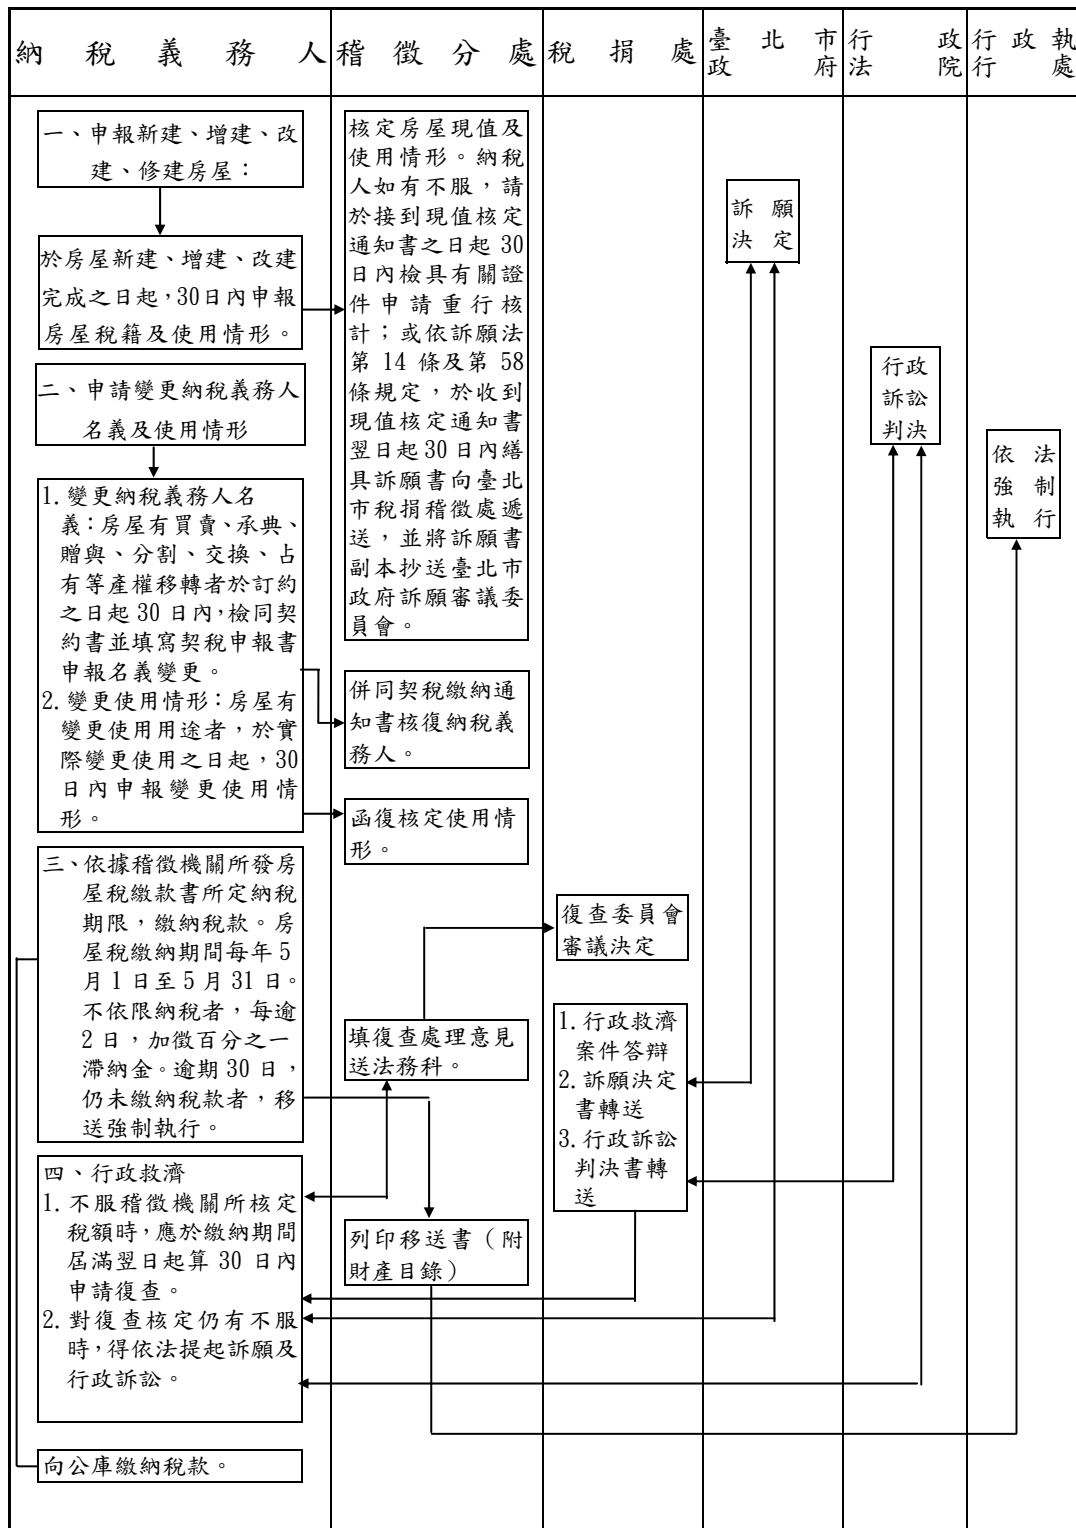 納稅義務人
稽徵分處
稅捐處
臺北市
政府
行政
法院
行政執
行處
一、申報新建、增建、改
建、修建房屋：
於房屋新建、增建、改建
完成之日起，30日內申報
房屋稅籍及使用情形。
二、申請變更納稅義務人
名義及使用情形
1. 變更納稅義務人名
義：房屋有買賣、承典、
贈與、分割、交換、占
有等產權移轉者於訂約
之日起 30 日內，檢同契
約書並填寫契稅申報書
申報名義變更。
2. 變更使用情形：房屋有
變更使用用途者，於實
際變更使用之日起，30
日內申報變更使用情
形。
三、依據稽徵機關所發房
屋稅繳款書所定納稅
期限，繳納稅款。房
屋稅繳納期間每年 5
月 1 日至 5 月 31 日。
不依限納稅者，每逾
2 日，加徵百分之一
滯納金。逾期 30 日，
仍未繳納稅款者，移
送強制執行。
四、行政救濟
1. 不服稽徵機關所核定
稅額時，應於繳納期間
屆滿翌日起算 30 日內
申請復查。
2. 對復查核定仍有不服
時，得依法提起訴願及
行政訴訟。
向公庫繳納稅款。
核定房屋現值及
使用情形。納稅
人如有不服，請
於接到現值核定
通知書之日起 30
日內檢具有關證
件申請重行核
計；或依訴願法
第 14 條及第 58
條規定，於收到
現值核定通知書
翌日起 30 日內繕
具訴願書向臺北
市稅捐稽徵處遞
送，並將訴願書
副本抄送臺北市
政府訴願審議委
員會。
併同契稅繳納通
知書核復納稅義
務人。
函復核定使用情
形。
填復查處理意見
送法務科。
列印移送書（附
財產目錄）
復查委員會
審議決定
1. 行政救濟
案件答辯
2. 訴願決定
書轉送
3. 行政訴訟
判決書轉
送
訴願
決定
行政
訴訟
判決
依法
強制
執行